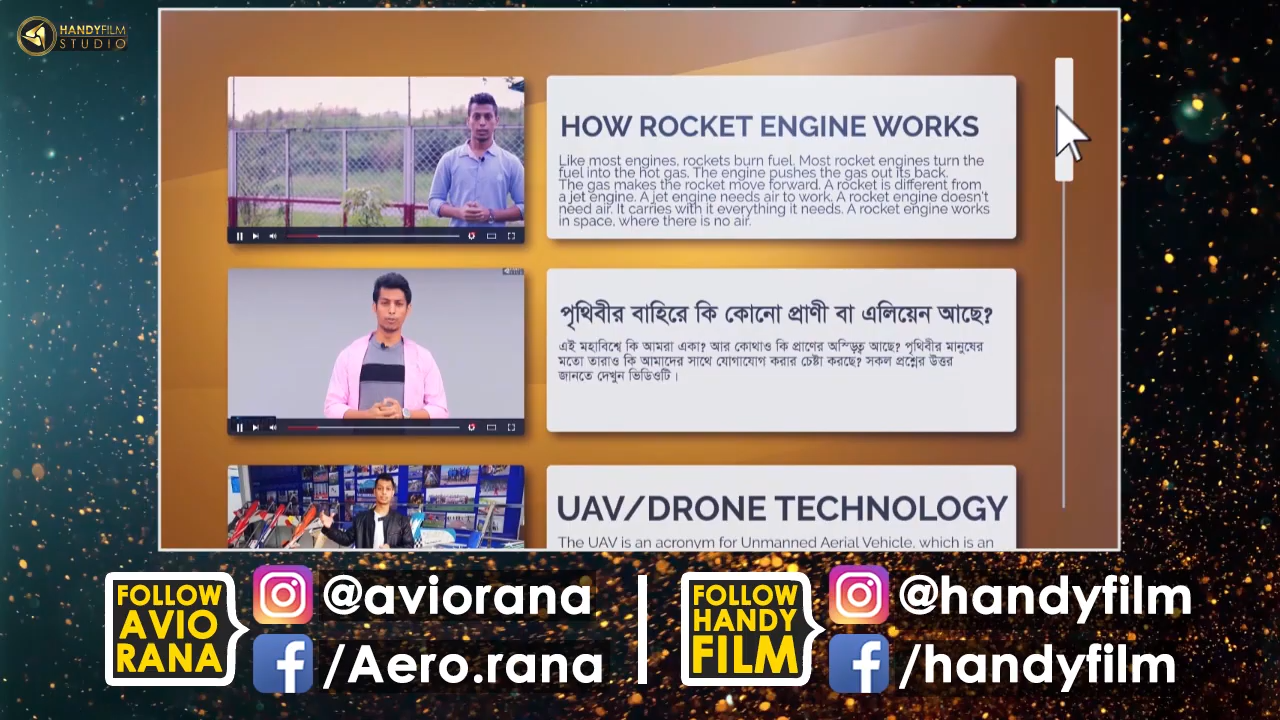 HANDYFILM
STUDIO
HOW ROCKET ENGINE WORKS
Like most engines, rockets burn fuel. Most rocket engines turn the
fuel into the hot gas. The engine pushes the gas out its back.
The gas makes the rocket move forward. A rocket is different from
a jet engine. A jet engine needs air to work. A rocket engine doesn't
need air. It carries with it everything it needs. A rocket engine works
in space, where there is no air.
পৃথিবীর বাহিরে কি কোনো প্রাণী বা এলিয়েন আছে?
এই মহাবিশ্বে কি আমরা একা? আর কোথাও কি প্রাণের অস্ড়িত্ব আছে? পৃথিবীর মানুষের
মতো তারাও কি আমাদের সাথে যোগাযোগ করার চেষ্টা করছে? সকল প্রশ্নের উত্তর
জানতে দেখুন ভিডিওটি।
UAV/DRONE TECHNOLOGY
The UAV is an acronym for Unmanned Aerial Vehicle, which is an
FOLLOW
AVIO
RANA
@aviorana
/Aero.rana
FOLLOW
HANDY
FILM
@handyfilm
/handyfilm